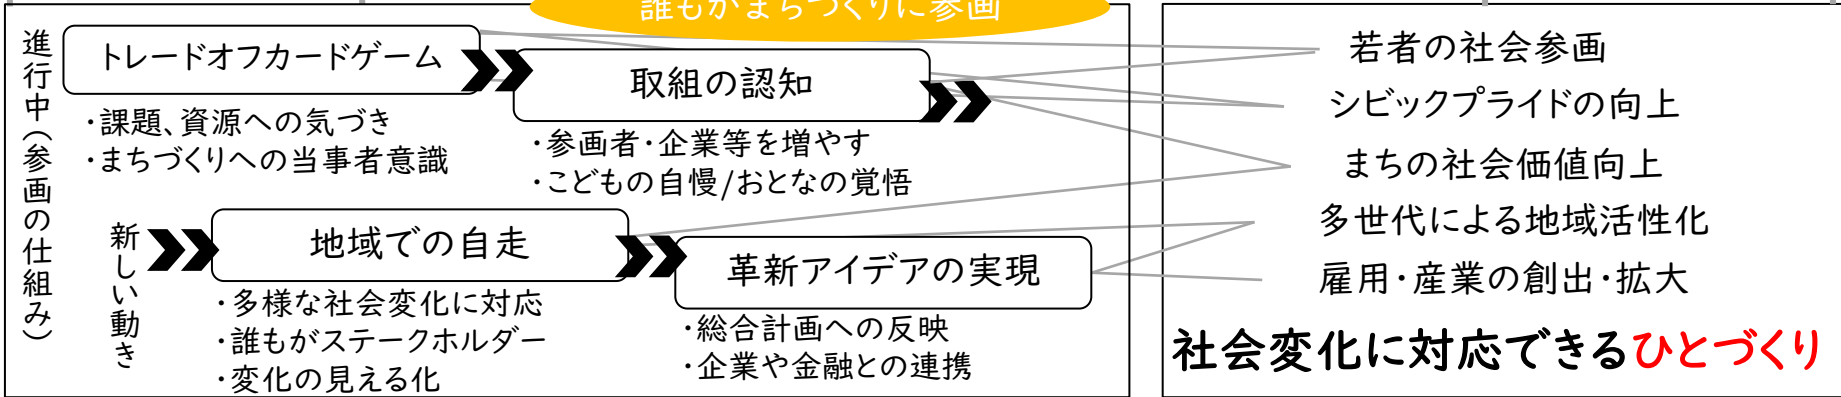 誰もがまちづくりに参画
進行中(参画の仕組み)
トレードオフカードゲーム
・課題、資源への気づき
・まちづくりへの当事者意識
取組の認知
・参画者・企業等を増やす
・こどもの自慢/おとなの覚悟
新しい動き
地域での自走
・多様な社会変化に対応
・誰もがステークホルダー
・変化の見える化
革新アイデアの実現
・総合計画への反映
・企業や金融との連携
若者の社会参画
シビックプライドの向上
まちの社会価値向上
多世代による地域活性化
雇用・産業の創出・拡大
社会変化に対応できるひとづくり